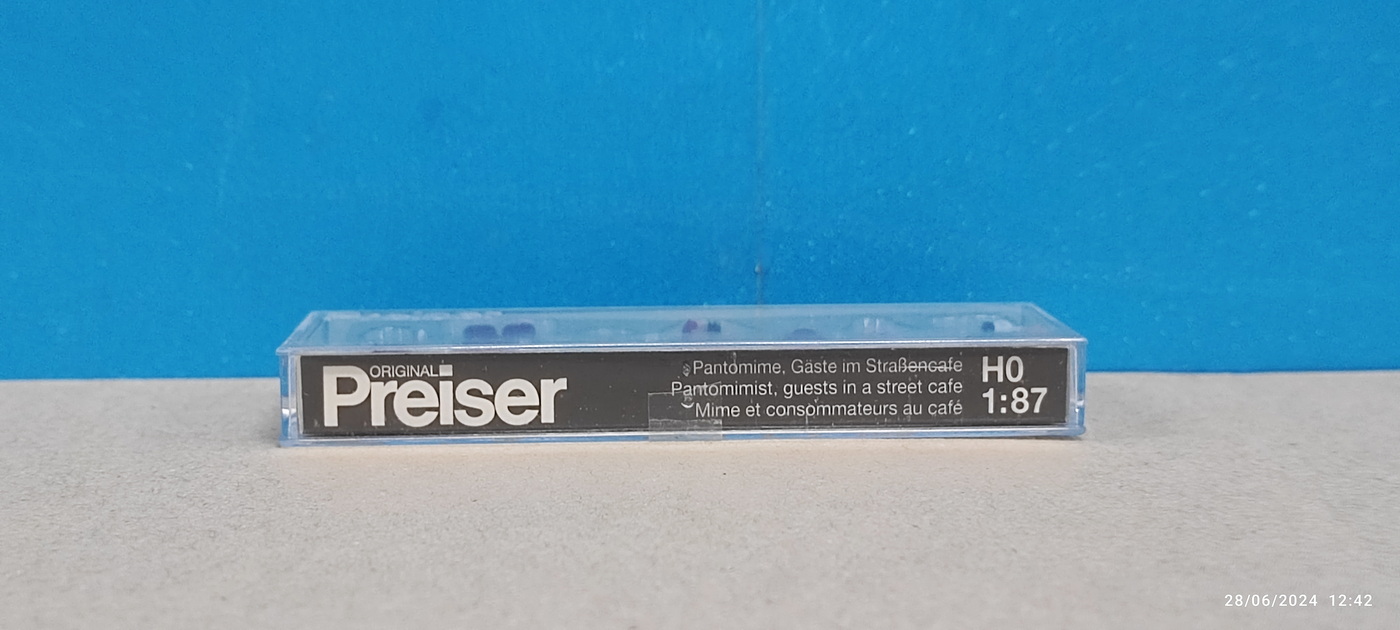 ORIGINAL
Preiser
Pantomime, Gäste im Straßencafe
Pantomimist, guests in a street cafe
Mime et consommateurs au café
H0
1:87
28/06/2024 12:42